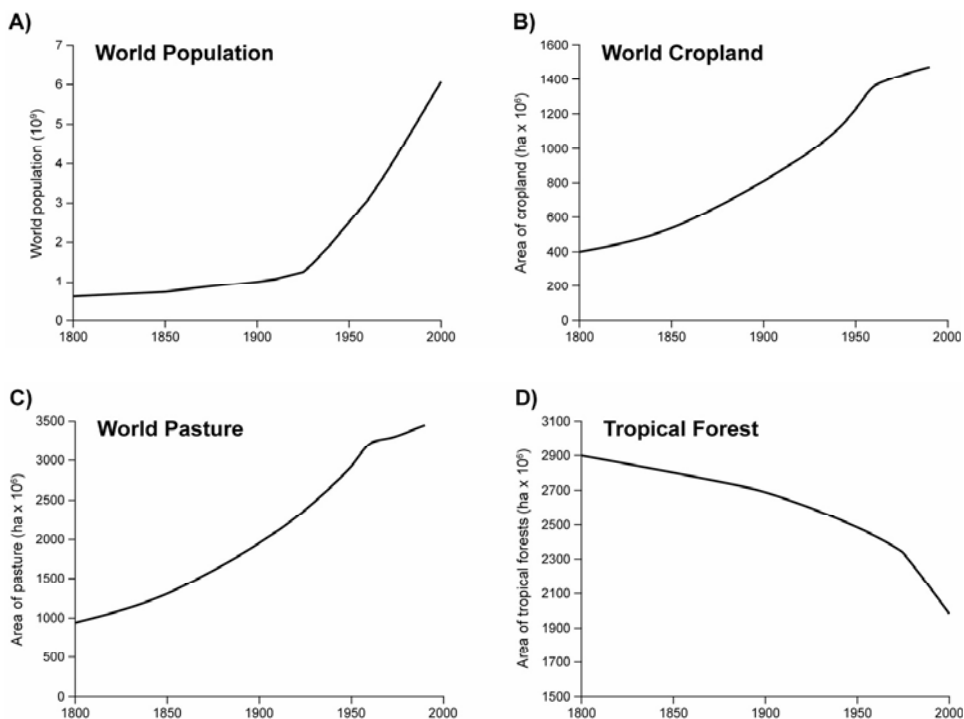 A)
World Population
World population (10⁹)
7
6
5
4
3
2
1
0
1800 1850 1900 1950 2000
B)
World Cropland
Area of cropland (ha x 10⁶)
1600
1400
1200
1000
800
600
400
200
0
1800 1850 1900 1950 2000
C)
World Pasture
Area of pasture (ha x 10⁶)
3500
3000
2500
2000
1500
1000
500
0
1800 1850 1900 1950 2000
D)
Tropical Forest
Area of tropical forests (ha x 10⁶)
3100
2900
2700
2500
2300
2100
1900
1700
1500
1800 1850 1900 1950 2000